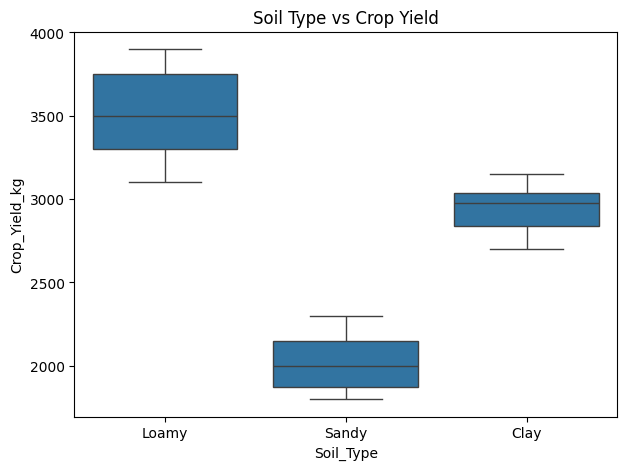 Soil Type vs Crop Yield
4000
3500
3000
2500
2000
Crop_Yield_kg
Loamy
Sandy
Clay
Soil_Type